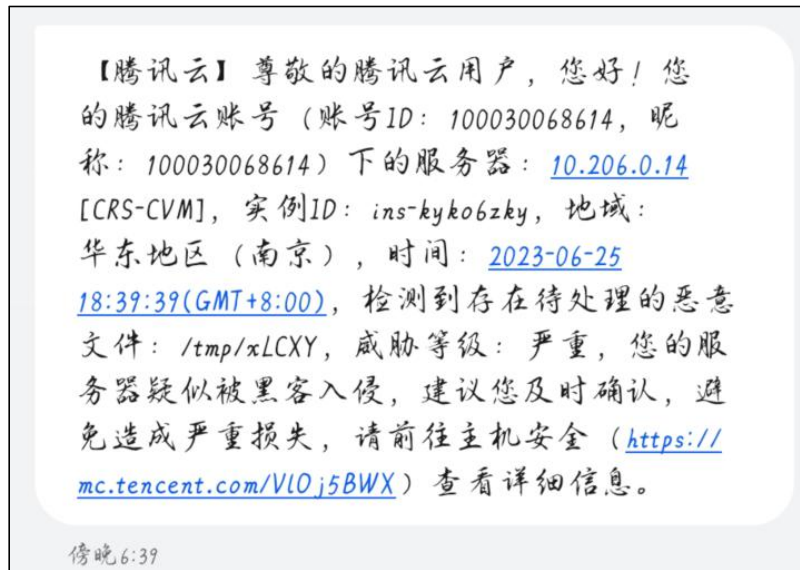 【腾讯云】尊敬的腾讯云用户，您好！您
的腾讯云账号（账号ID：100030068614，昵
称：100030068614）下的服务器：10.206.0.14
[CRS-CVM]，实例ID：ins-kyko6zky，地域：
华东地区（南京），时间：2023-06-25
18:39:39(GMT+8:00)，检测到存在待处理的恶意
文件：/tmp/xLCXY，威胁等级：严重，您的服
务器疑似被黑客入侵，建议您及时确认，避
免造成严重损失，请前往主机安全（https://
mc.tencent.com/VlOj5BWX）查看详细信息。
傍晚6:39